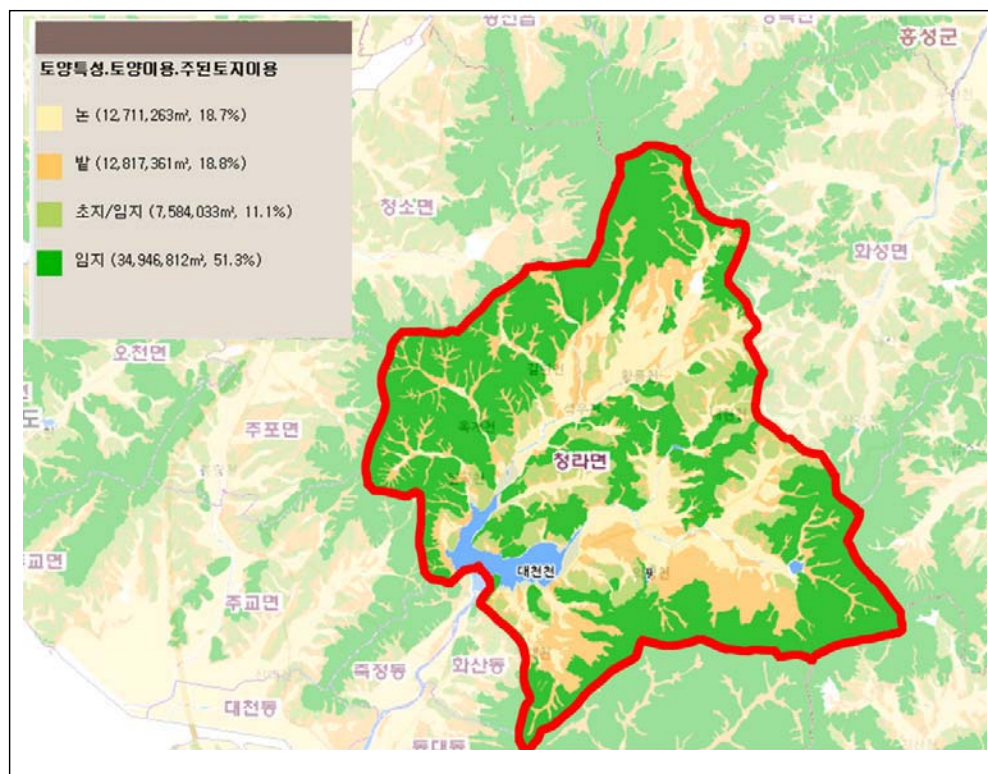 홍성군
토양특성.토양이용.주된토지이용
논 (12,711,263㎡, 18.7%)
밭 (12,817,361㎡, 18.8%)
초지/임지 (7,584,033㎡, 11.1%)
임지 (34,946,812㎡, 51.3%)
청소면
화성면
오천면
도
주포면
청라면
대천천
주교면
죽정동
화산동
대천동